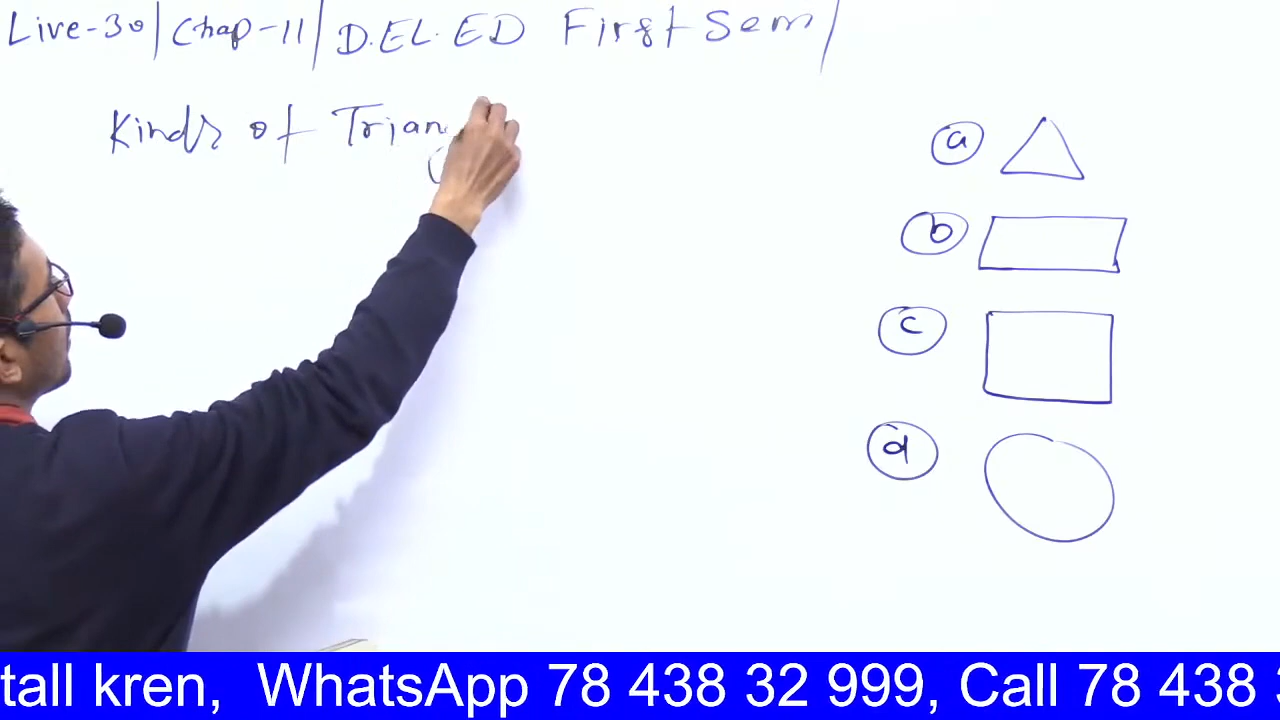 Live-30/Chap-11/D.EL.ED First Sem/
Kinds of Triang
a
b
c
d
tall kren, WhatsApp 78 438 32 999, Call 78 438